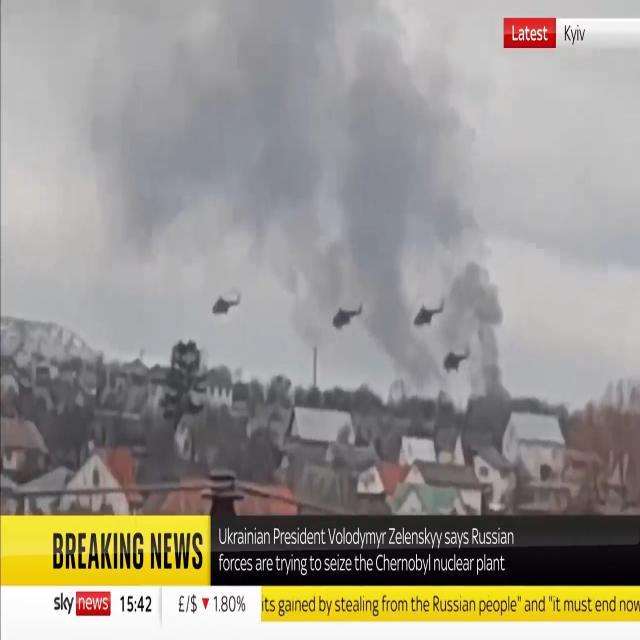 Latest Kyiv
BREAKING NEWS
Ukrainian President Volodymyr Zelenskyy says Russian
forces are trying to seize the Chernobyl nuclear plant
sky news 15:42 £/$ ▼ 1.80% its gained by stealing from the Russian people" and "it must end now